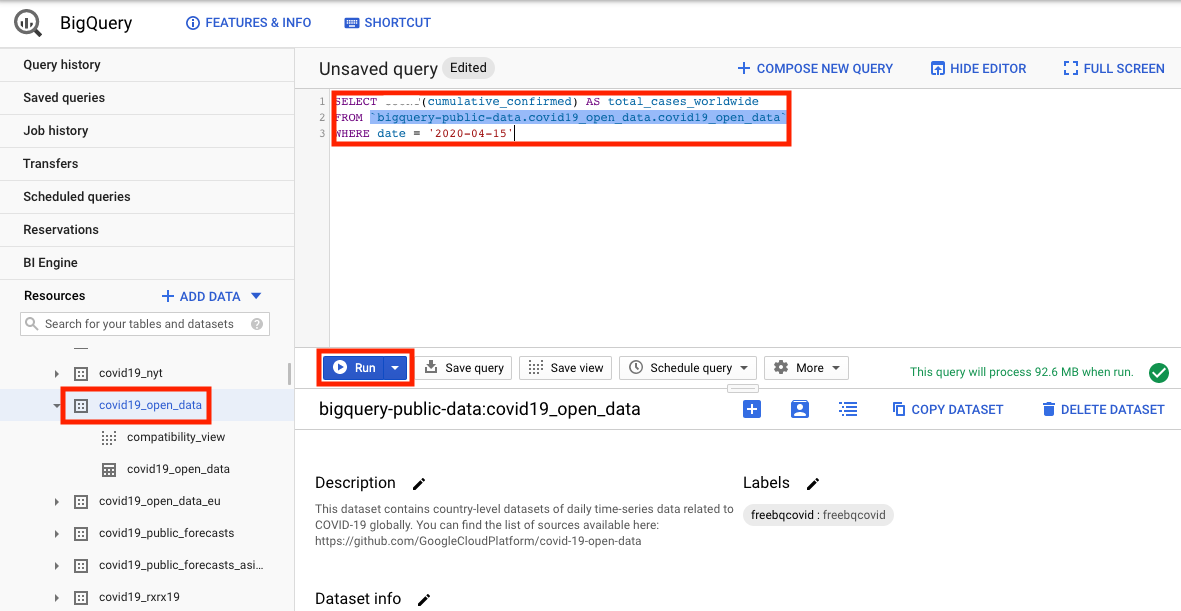 BigQuery
FEATURES & INFO
SHORTCUT
Query history
Saved queries
Job history
Transfers
Scheduled queries
Reservations
BI Engine
Resources
ADD DATA
Search for your tables and datasets
covid19_nyt
covid19_open_data
compatibility_view
covid19_open_data
covid19_open_data_eu
covid19_public_forecasts
covid19_public_forecasts_asi...
covid19_rxrx19
Unsaved query
Edited
COMPOSE NEW QUERY
HIDE EDITOR
FULL SCREEN
1 SELECT (cumulative_confirmed) AS total_cases_worldwide
2 FROM `bigquery-public-data.covid19_open_data.covid19_open_data`
3 WHERE date = '2020-04-15'
Run
Save query
Save view
Schedule query
More
This query will process 92.6 MB when run.
bigquery-public-data:covid19_open_data
COPY DATASET
DELETE DATASET
Description
This dataset contains country-level datasets of daily time-series data related to
COVID-19 globally. You can find the list of sources available here:
https://github.com/GoogleCloudPlatform/covid-19-open-data
Labels
freebqcovid : freebqcovid
Dataset info